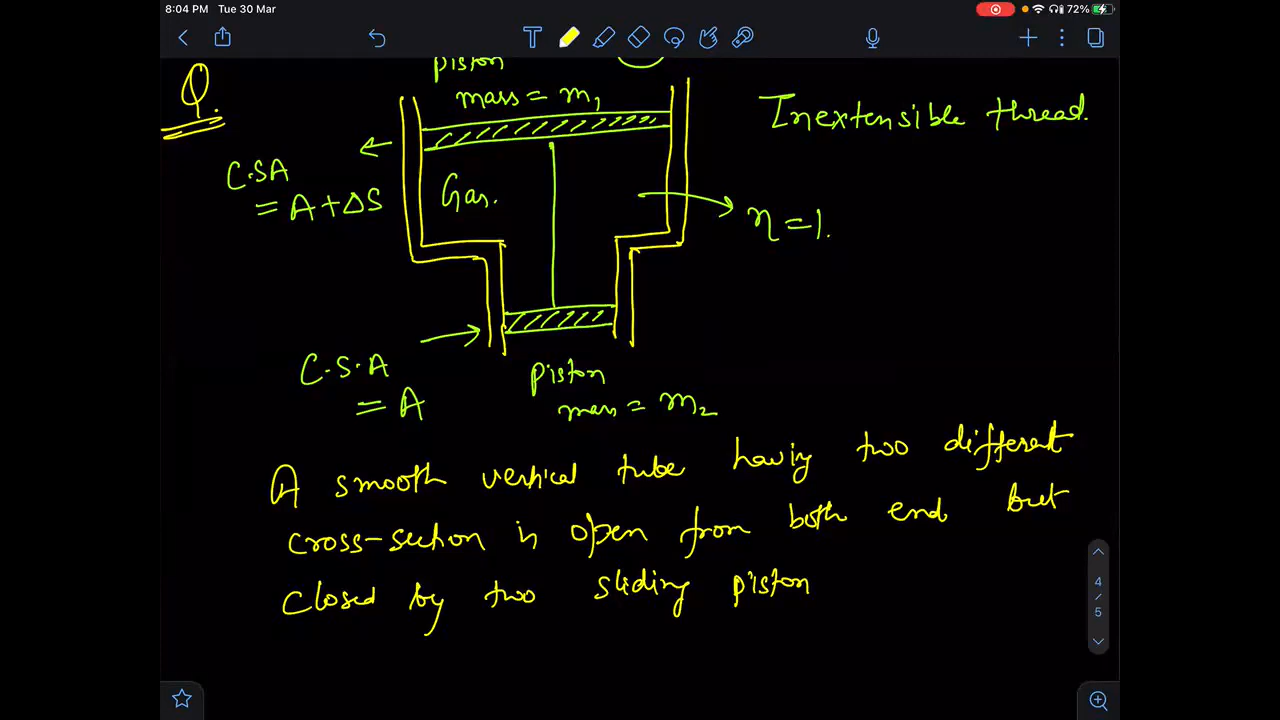 8:04 PM Tue 30 Mar
72%
T
Q.
piston
mass = m₁
Inextensible thread.
C.SA
= A + ΔS
Gas.
η = 1.
C.S.A
= A
piston
mass = m₂
A smooth vertical tube having two different
cross-section is open from both end but
closed by two sliding piston
4
/
5